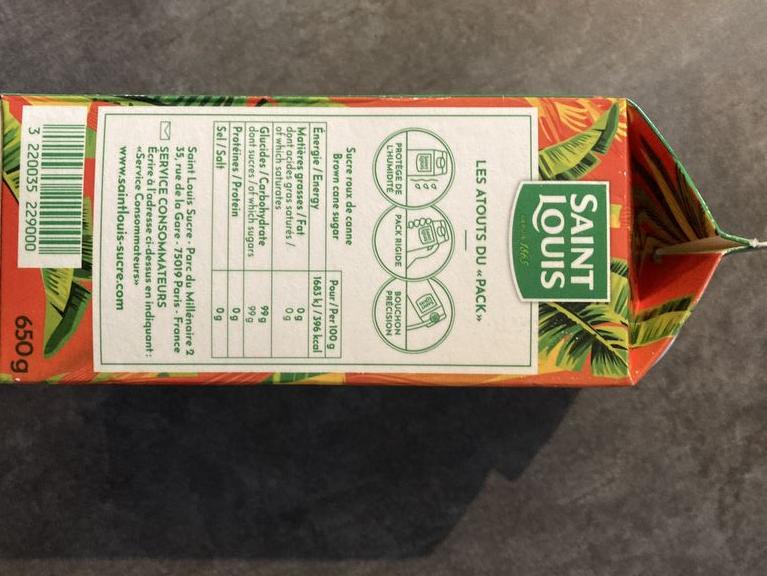 SAINT
LOUIS
depuis 1865
LES ATOUTS DU «PACK»
PROTÈGE DE
L'HUMIDITÉ
PACK RIGIDE
BOUCHON
PRÉCISION
Sucre roux de canne
Brown cane sugar
Pour / Per 100 g
Énergie / Energy 1683 kJ / 396 kcal
Matières grasses / Fat 0 g
dont acides gras saturés / 0 g
of which saturates
Glucides / Carbohydrate 99 g
dont sucres / of which sugars 99 g
Protéines / Protein 0 g
Sel / Salt 0 g
Saint Louis Sucre - Parc du Millénaire 2
35, rue de la Gare - 75019 Paris - France
SERVICE CONSOMMATEURS
Écrire à l'adresse ci-dessus en indiquant :
«Service Consommateurs»
www.saintlouis-sucre.com
3 220035 229000
650 g